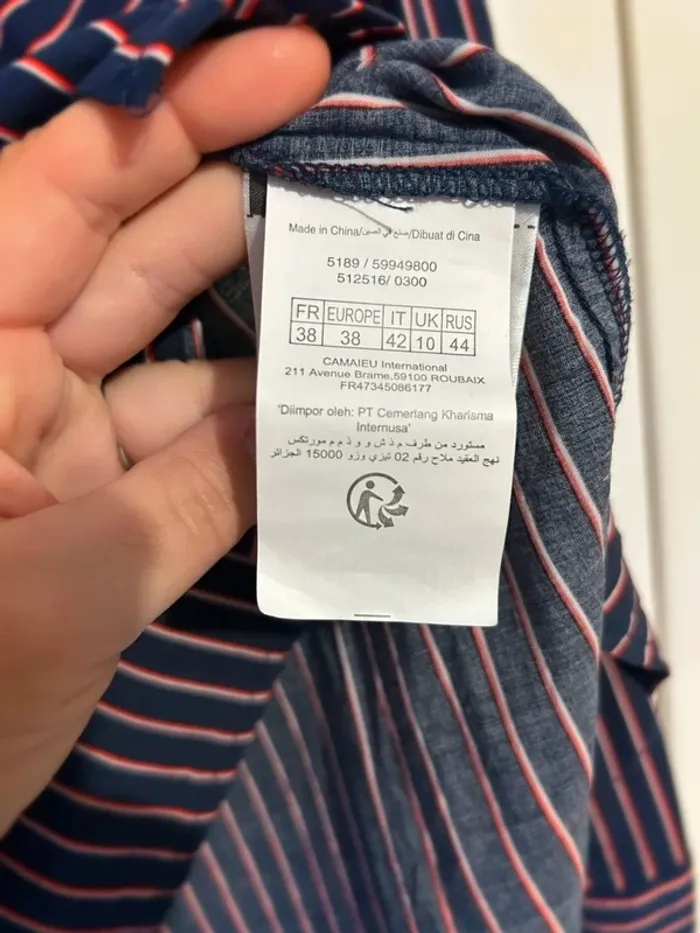 Made in China/صنع في الصين/Dibuat di Cina
5189 / 59949800
512516/ 0300
FR EUROPE IT UK RUS
38 38 42 10 44
CAMAIEU International
211 Avenue Brame,59100 ROUBAIX
FR47345086177
'Diimpor oleh: PT Cemerlang Kharisma
Internusa'
مستورد من طرف م ذ ش و و ذ م م مورتكس
نهج العقيد ملاح رقم 02 تيزي وزو 15000 الجزائر